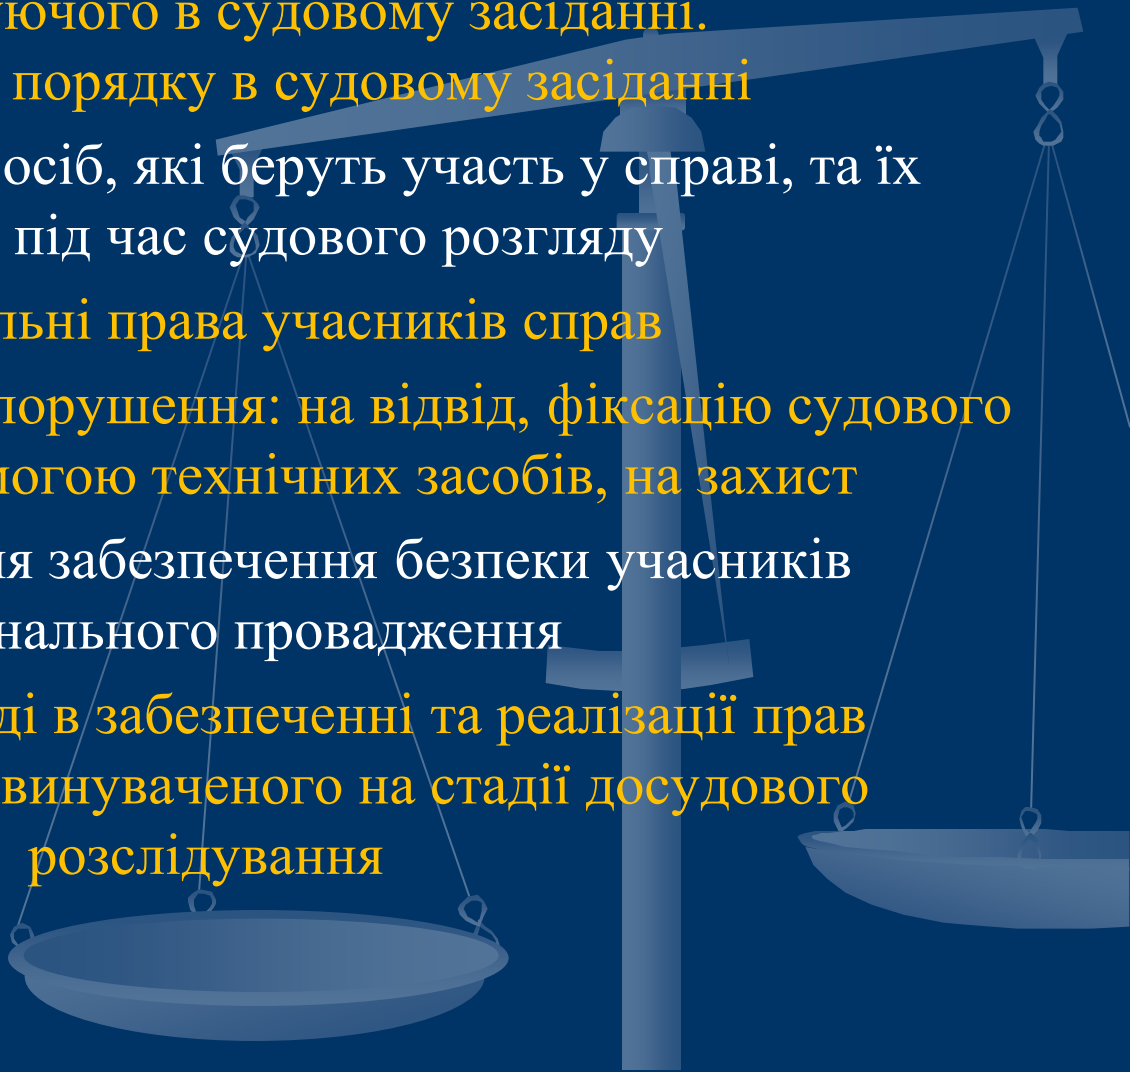 уючого в судовому засіданні.
порядку в судовому засіданні
осіб, які беруть участь у справі, та їх
під час судового розгляду
льні права учасників справ
порушення: на відвід, фіксацію судового
могою технічних засобів, на захист
ня забезпечення безпеки учасників
нального провадження
ді в забезпеченні та реалізації прав
винуваченого на стадії досудового
розслідування